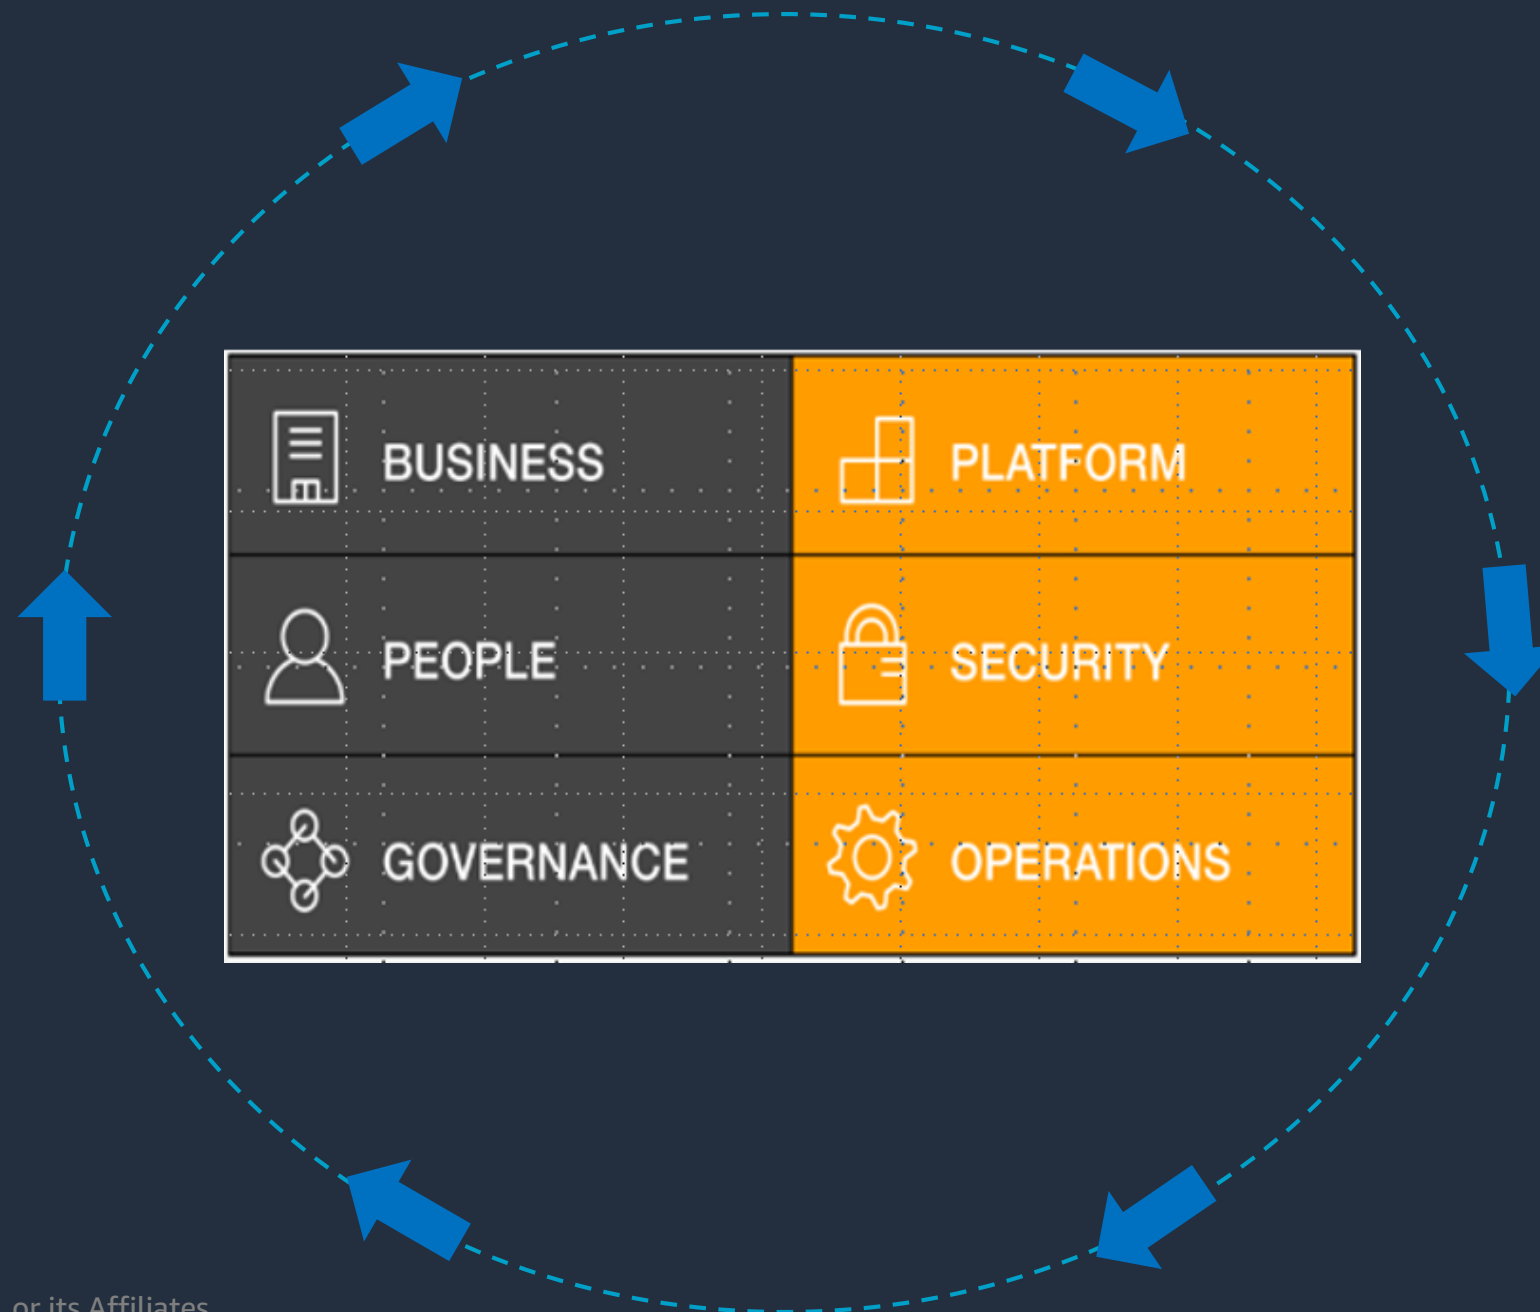 BUSINESS
PLATFORM
PEOPLE
SECURITY
GOVERNANCE
OPERATIONS
or its Affiliates